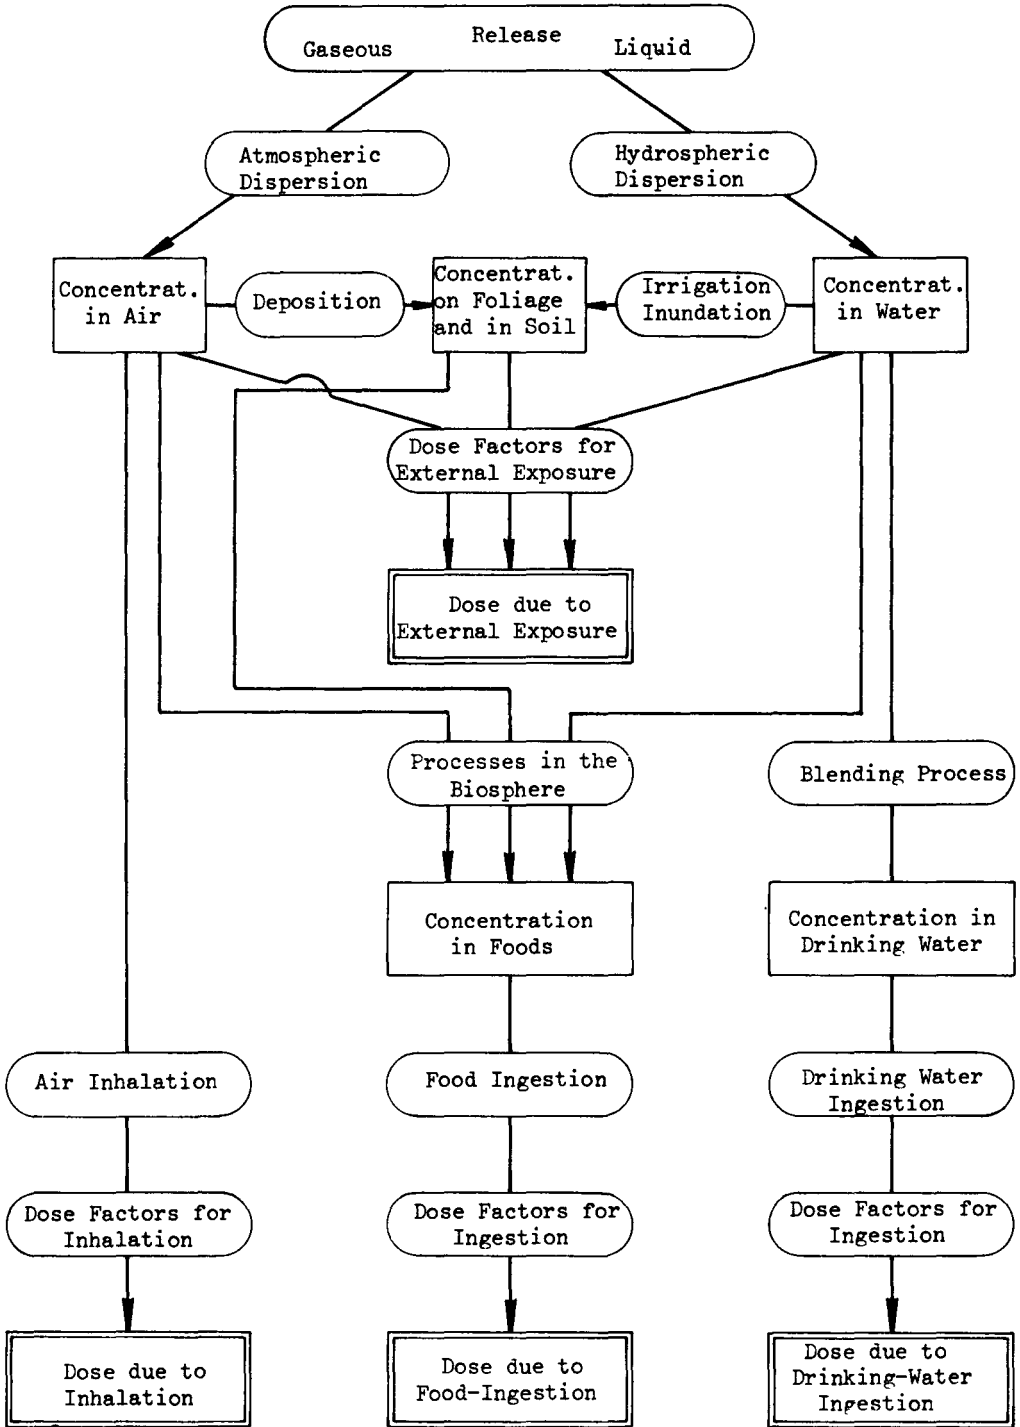 Release
Gaseous Liquid
Atmospheric
Dispersion
Hydrospheric
Dispersion
Concentrat.
in Air
Deposition
Concentrat.
on Foliage
and in Soil
Irrigation
Inundation
Concentrat.
in Water
Dose Factors for
External Exposure
Dose due to
External Exposure
Processes in the
Biosphere
Blending Process
Concentration
in Foods
Concentration in
Drinking Water
Air Inhalation
Food Ingestion
Drinking Water
Ingestion
Dose Factors for
Inhalation
Dose Factors for
Ingestion
Dose Factors for
Ingestion
Dose due to
Inhalation
Dose due to
Food-Ingestion
Dose due to
Drinking-Water
Ingestion